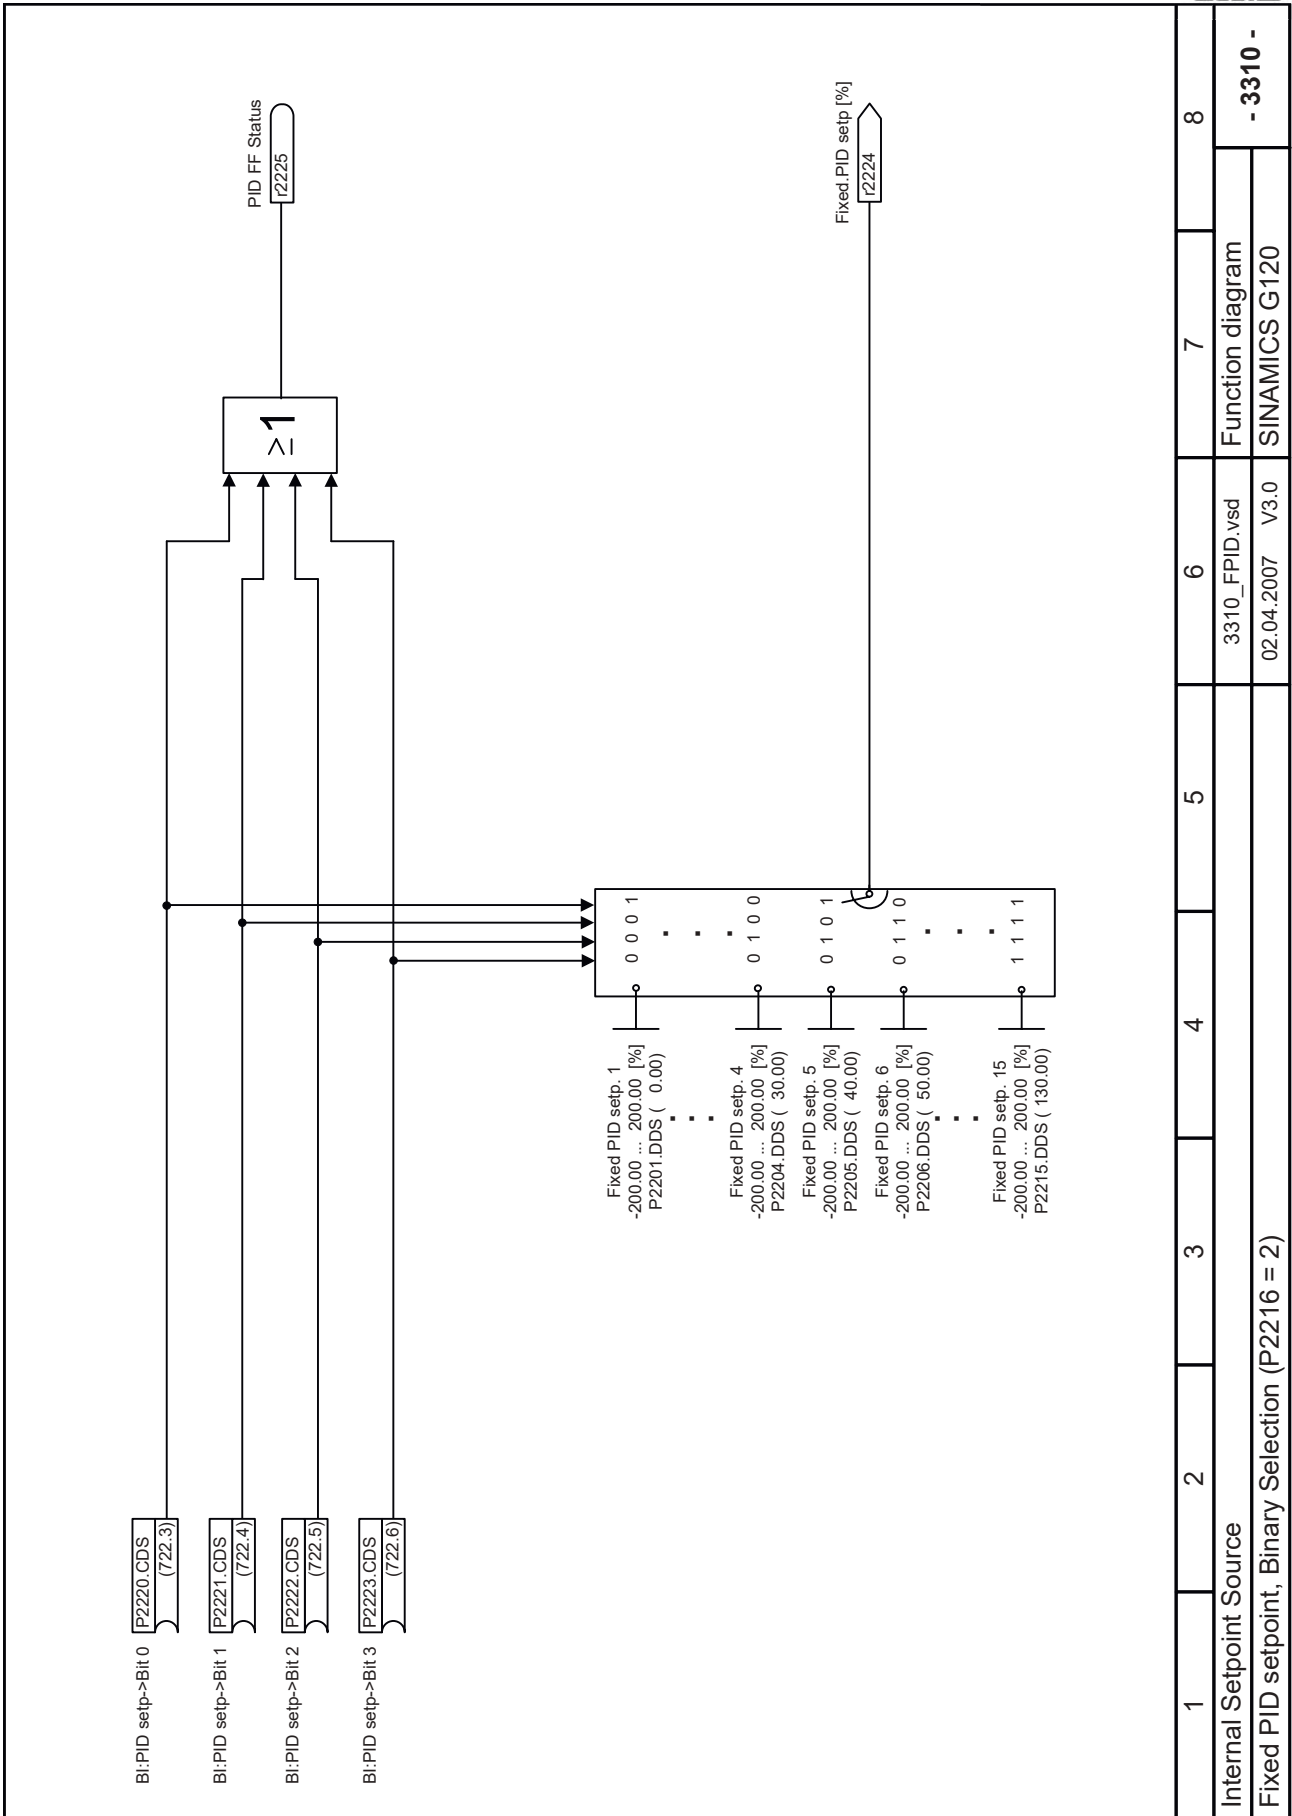 BI:PID setp->Bit 0
P2220.CDS
(722.3)
BI:PID setp->Bit 1
P2221.CDS
(722.4)
BI:PID setp->Bit 2
P2222.CDS
(722.5)
BI:PID setp->Bit 3
P2223.CDS
(722.6)
≥1
PID FF Status
r2225
Fixed PID setp. 1
-200.00 ... 200.00 [%]
P2201.DDS ( 0.00)
0 0 0 1
. . .
. . .
Fixed PID setp. 4
-200.00 ... 200.00 [%]
P2204.DDS ( 30.00)
0 1 0 0
Fixed PID setp. 5
-200.00 ... 200.00 [%]
P2205.DDS ( 40.00)
0 1 0 1
Fixed PID setp. 6
-200.00 ... 200.00 [%]
P2206.DDS ( 50.00)
0 1 1 0
. . .
. . .
Fixed PID setp. 15
-200.00 ... 200.00 [%]
P2215.DDS ( 130.00)
1 1 1 1
Fixed.PID setp [%]
r2224
1 2 3 4 5 6 7 8
Internal Setpoint Source
3310_FPID.vsd
Function diagram
- 3310 -
Fixed PID setpoint, Binary Selection (P2216 = 2)
02.04.2007 V3.0
SINAMICS G120